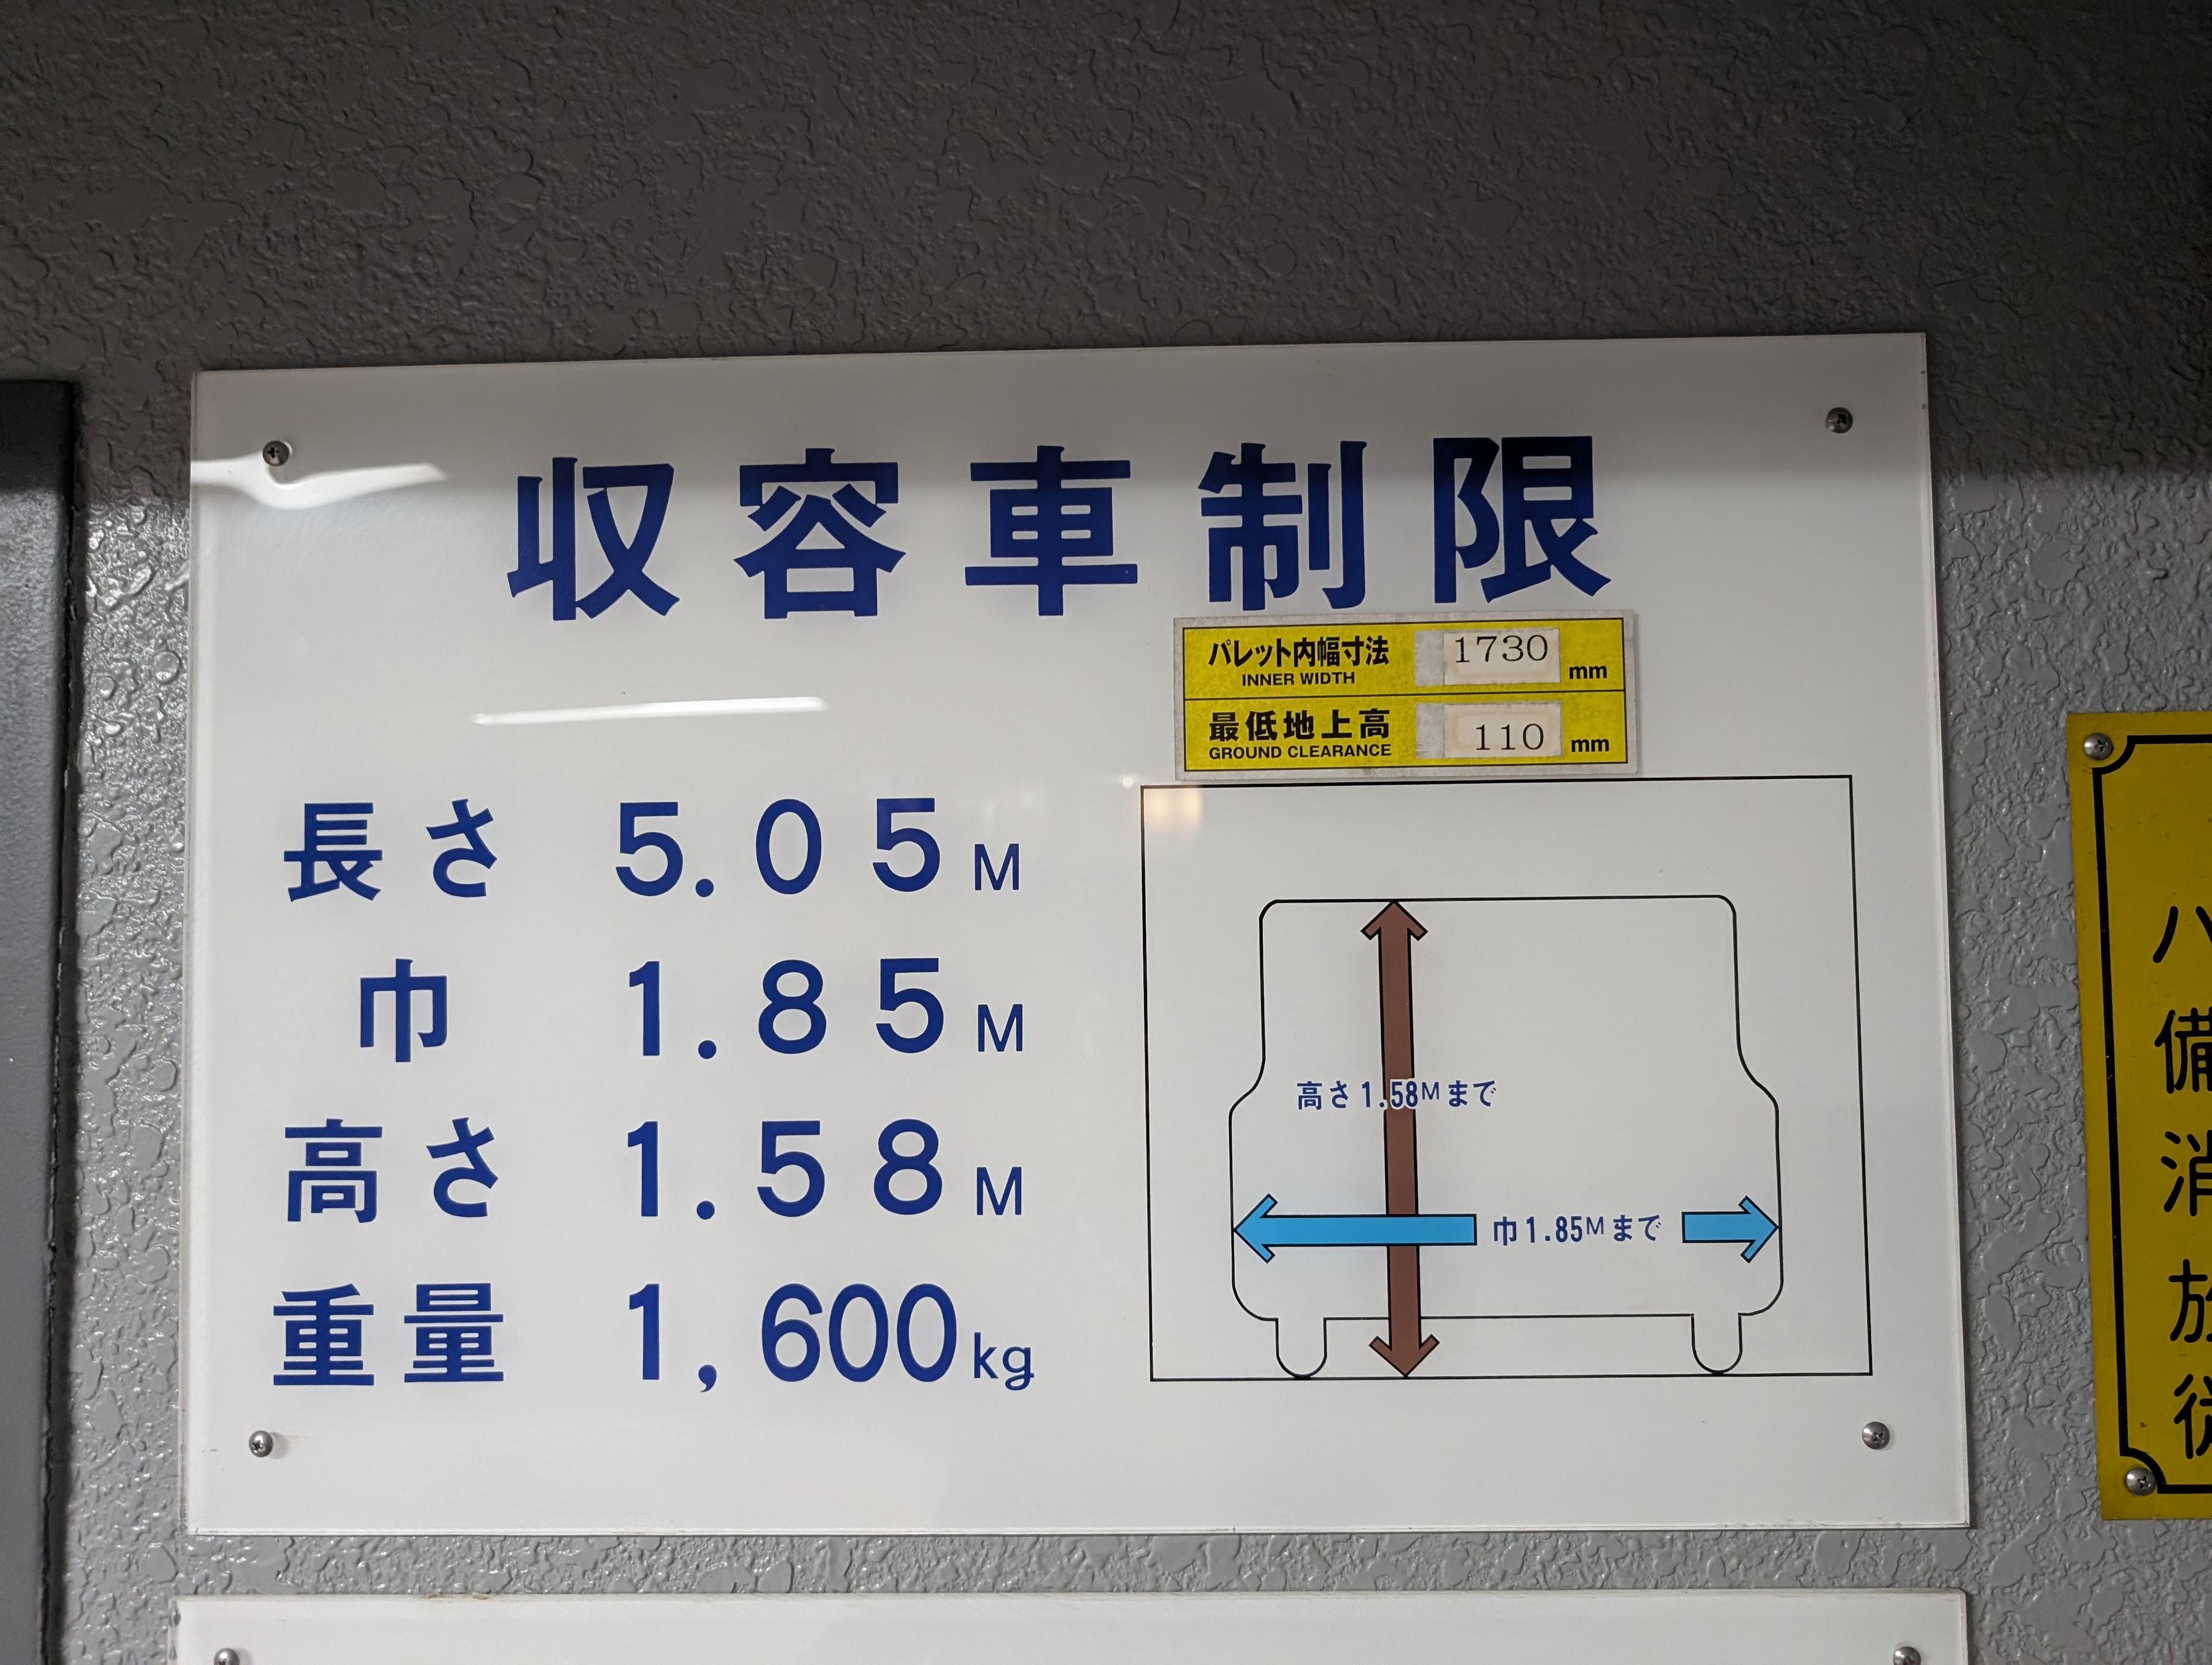 収容車制限
パレット内幅寸法 1730 mm
INNER WIDTH
最低地上高 110 mm
GROUND CLEARANCE
長さ 5.05M
巾 1.85M
高さ 1.58M
重量 1,600kg
高さ1.58Mまで
巾1.85Mまで
備
消